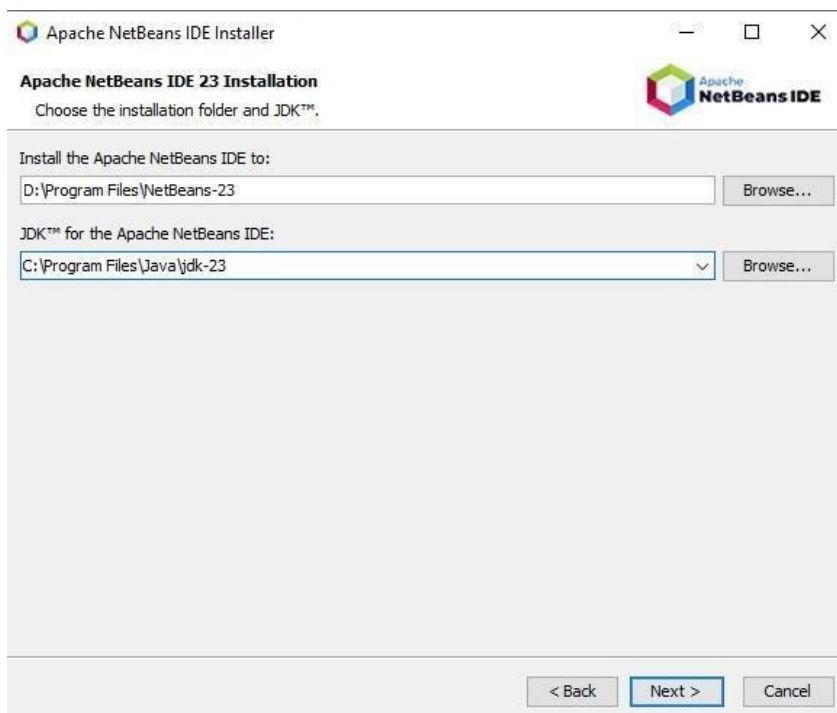 Apache NetBeans IDE Installer
Apache NetBeans IDE 23 Installation
Choose the installation folder and JDK™.
Apache
NetBeans IDE
Install the Apache NetBeans IDE to:
D:\Program Files\NetBeans-23
Browse...
JDK™ for the Apache NetBeans IDE:
C:\Program Files\Java\jdk-23
Browse...
< Back
Next >
Cancel